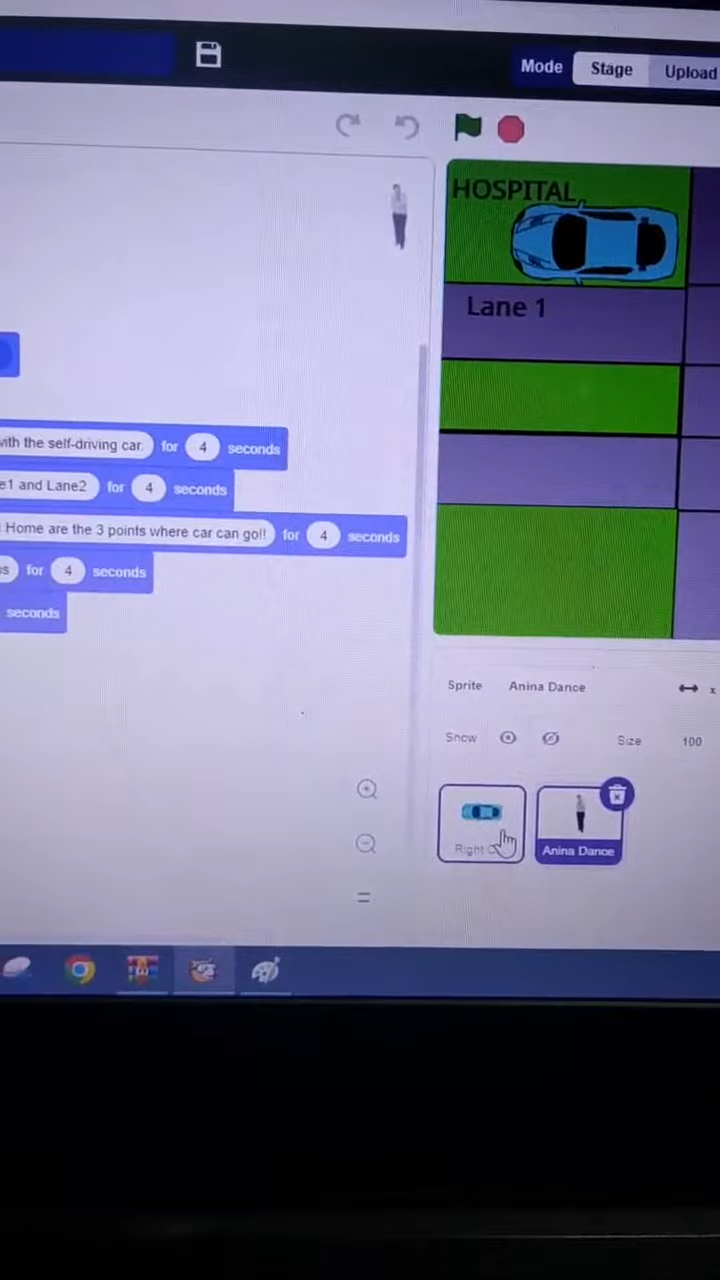 Mode Stage Upload
HOSPITAL
Lane 1
with the self-driving car. for 4 seconds
e1 and Lane2 for 4 seconds
Home are the 3 points where car can go!! for 4 seconds
s for 4 seconds
seconds
Sprite Anina Dance x
Show Size 100
Right
Anina Dance